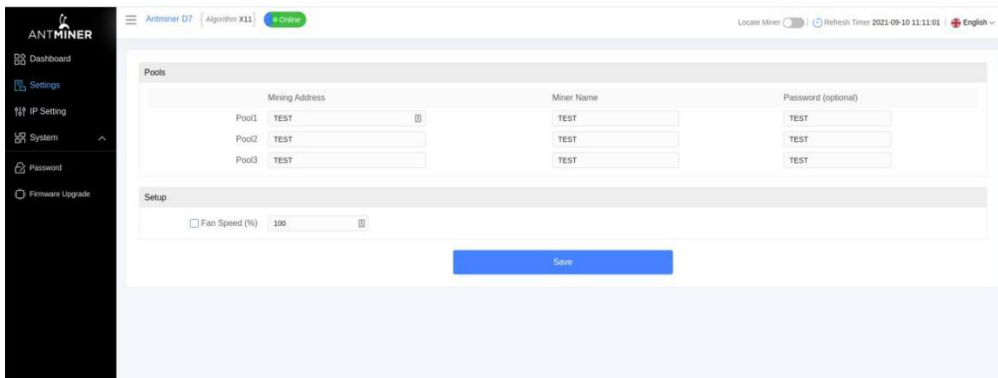 ANTMINER
Antminer D7 { Algorithm X11 } Online
Locate Miner Refresh Timer 2021-09-10 11:11:01 English
Dashboard
Settings
IP Setting
System
Password
Firmware Upgrade
Pools
Mining Address Miner Name Password (optional)
Pool1 TEST TEST TEST
Pool2 TEST TEST TEST
Pool3 TEST TEST TEST
Setup
Fan Speed (%) 100
Save